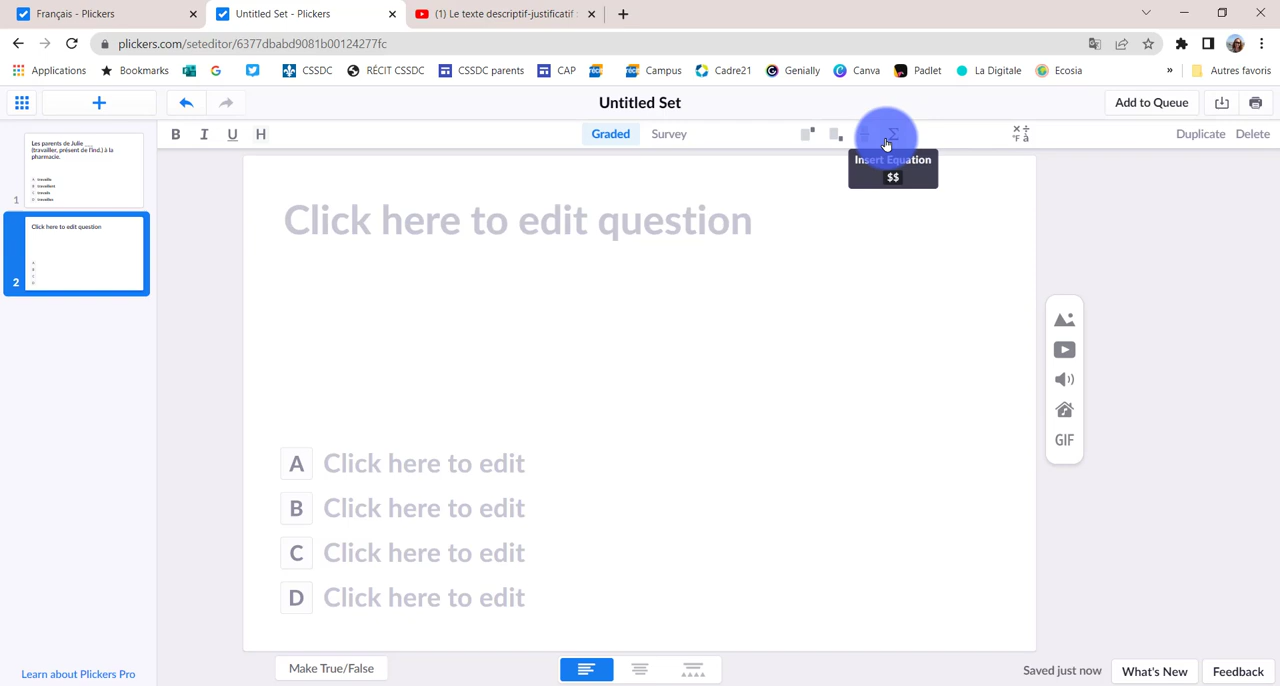 Français - Plickers
Untitled Set - Plickers
(1) Le texte descriptif-justificatif :
plickers.com/seteditor/6377dbabd9081b00124277fc
Applications
Bookmarks
CSSDC
RÉCIT CSSDC
CSSDC parents
CAP
Campus
Cadre21
Genially
Canva
Padlet
La Digitale
Ecosia
»
Autres favoris
Untitled Set
Add to Queue
B I U H
Graded
Survey
Duplicate
Delete
Insert Equation
$$
Les parents de Julie ___
(travailler, présent de l'ind.) à la
pharmacie.
A travaille
B travaillent
C travails
D travailles
1
Click here to edit question
A
B
C
D
2
Click here to edit question
A Click here to edit
B Click here to edit
C Click here to edit
D Click here to edit
GIF
Learn about Plickers Pro
Make True/False
Saved just now
What's New
Feedback